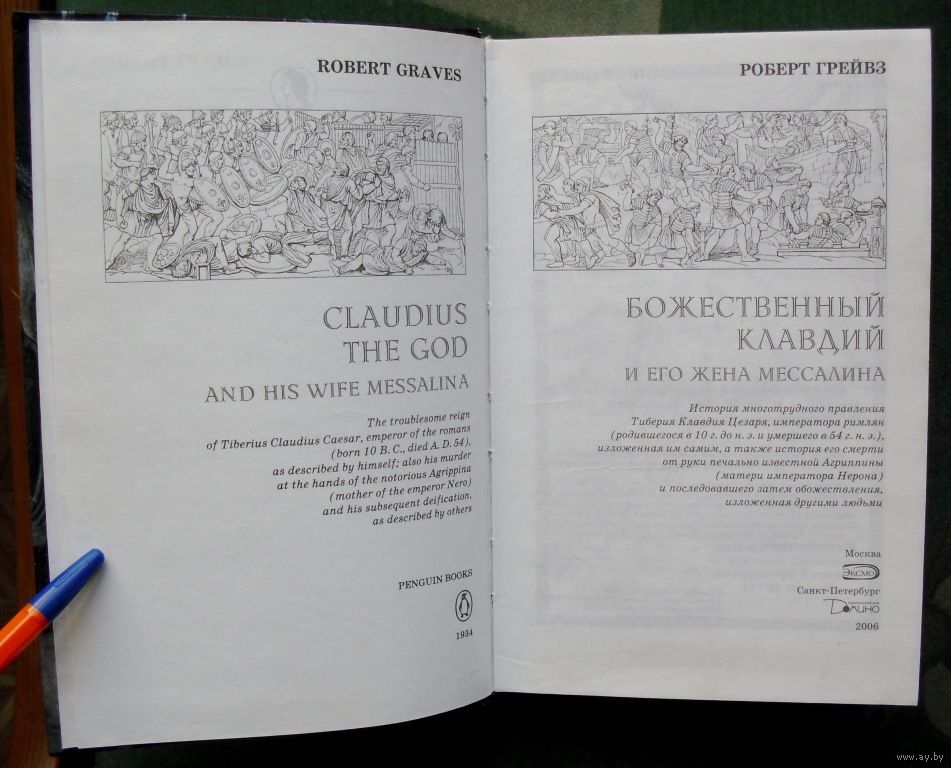 ROBERT GRAVES
CLAUDIUS
THE GOD
AND HIS WIFE MESSALINA
The troublesome reign
of Tiberius Claudius Caesar, emperor of the romans
(born 10 B. C., died A. D. 54),
as described by himself; also his murder
at the hands of the notorious Agrippina
(mother of the emperor Nero)
and his subsequent deification,
as described by others
PENGUIN BOOKS
1934
РОБЕРТ ГРЕЙВЗ
БОЖЕСТВЕННЫЙ
КЛАВДИЙ
И ЕГО ЖЕНА МЕССАЛИНА
История многотрудного правления
Тиберия Клавдия Цезаря, императора римлян
(родившегося в 10 г. до н. э. и умершего в 54 г. н. э.),
изложенная им самим, а также история его смерти
от руки печально известной Агриппины
(матери императора Нерона)
и последовавшего затем обожествления,
изложенная другими людьми
Москва
ЭКСМО
Санкт-Петербург
Домино
2006
www.ay.by